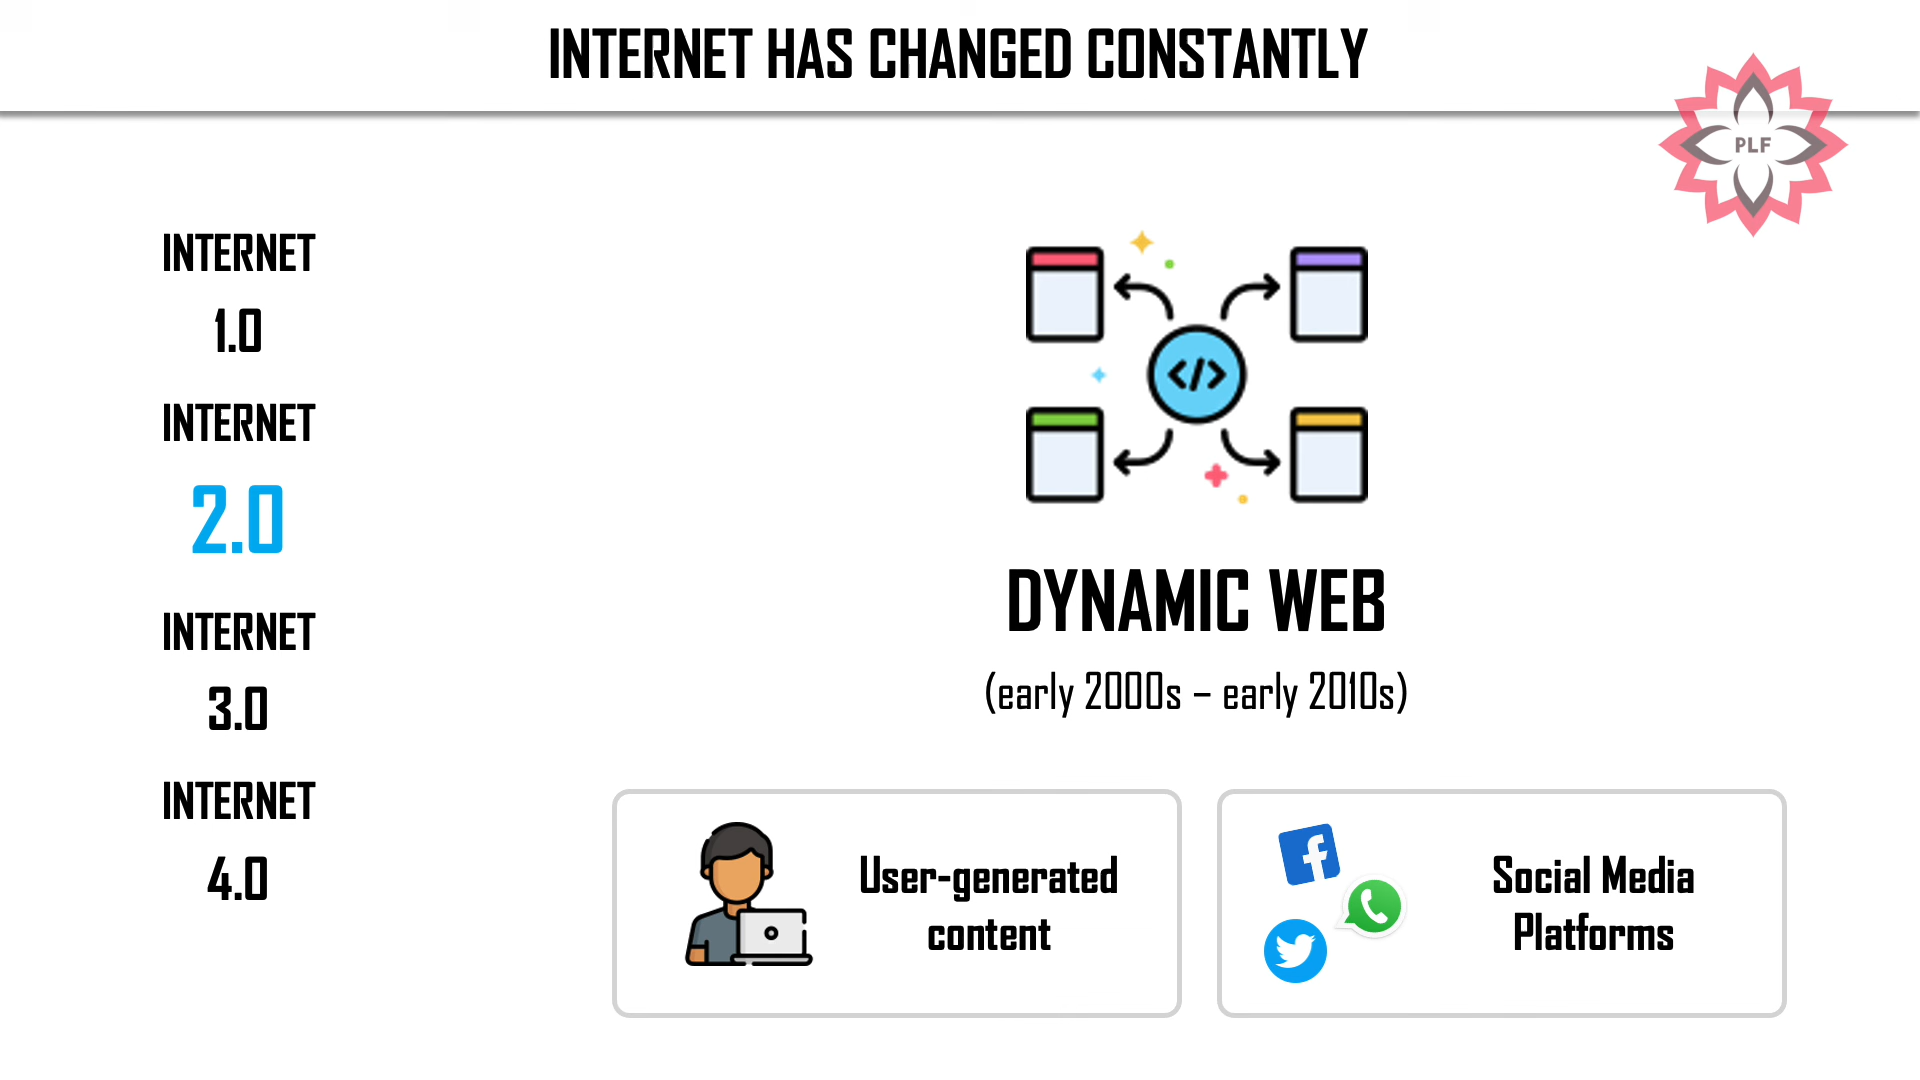 INTERNET HAS CHANGED CONSTANTLY
PLF
INTERNET
1.0
INTERNET
2.0
INTERNET
3.0
INTERNET
4.0
</>
DYNAMIC WEB
(early 2000s – early 2010s)
User-generated
content
Social Media
Platforms